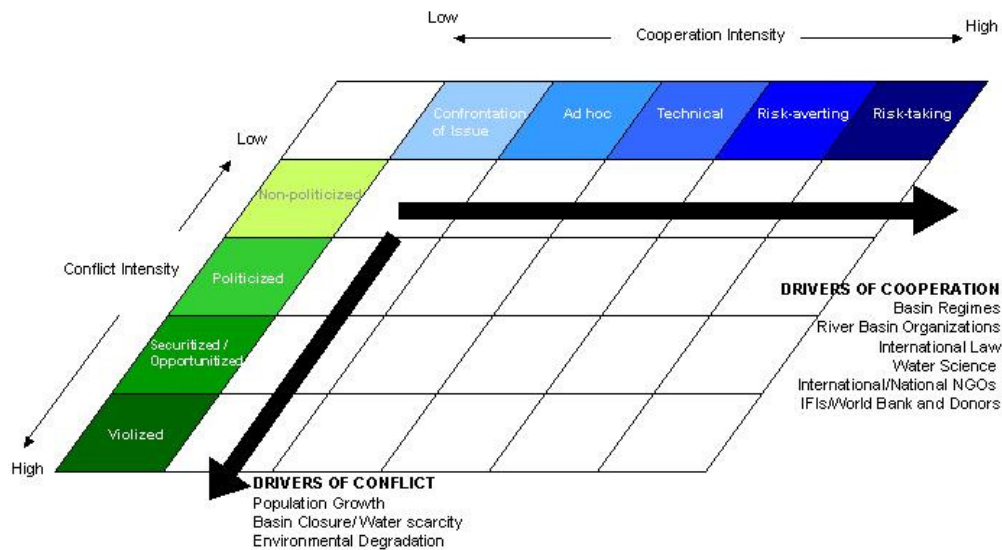 Low
High
Cooperation Intensity
Confrontation
of Issue
Ad hoc
Technical
Risk-averting
Risk-taking
Low
Non-politicized
Conflict Intensity
Politicized
Securitized /
Opportunitized
Violized
High
DRIVERS OF COOPERATION
Basin Regimes
River Basin Organizations
International Law
Water Science
International/National NGOs
IFIs/World Bank and Donors
DRIVERS OF CONFLICT
Population Growth
Basin Closure/ Water scarcity
Environmental Degradation